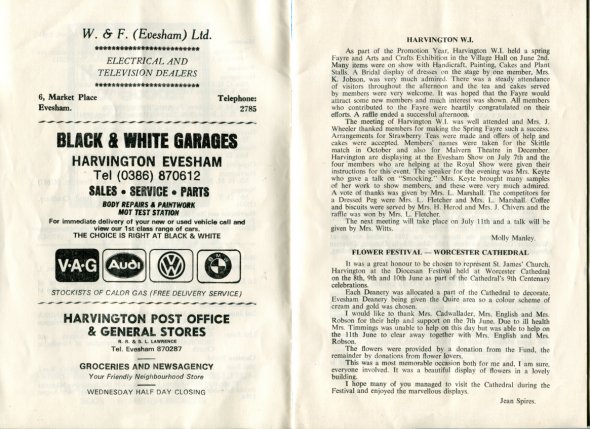 W. & F. (Evesham) Ltd.
********************
ELECTRICAL AND
TELEVISION DEALERS
********************
6, Market Place Telephone:
Evesham. 2785
BLACK & WHITE GARAGES
HARVINGTON EVESHAM
Tel (0386) 870612
SALES • SERVICE • PARTS
BODY REPAIRS & PAINTWORK
MOT TEST STATION
For immediate delivery of your new or used vehicle call and
view our 1st class range of cars.
THE CHOICE IS RIGHT AT BLACK & WHITE
V·A·G Audi VW BMW
STOCKISTS OF CALOR GAS (FREE DELIVERY SERVICE)
HARVINGTON POST OFFICE
& GENERAL STORES
R. R. & S. L. LAWRENCE
Tel. Evesham 870287
GROCERIES AND NEWSAGENCY
Your Friendly Neighbourhood Store
WEDNESDAY HALF DAY CLOSING
HARVINGTON W.I.
As part of the Promotion Year, Harvington W.I. held a spring
Fayre and Arts and Crafts Exhibition in the Village Hall on June 2nd.
Many items were on show with Handicraft, Painting, Cakes and Plant
Stalls. A Bridal display of dresses on the stage by one member, Mrs.
K. Jobson, was very much admired. There was a steady attendance
of visitors throughout the afternoon and the tea and cakes served
by members were very welcome. It was hoped that the Fayre would
attract some new members and much interest was shown. All members
who contributed to the Fayre were heartily congratulated on their
efforts. A raffle ended a successful afternoon.
The meeting of Harvington W.I. was well attended and Mrs. J.
Wheeler thanked members for making the Spring Fayre such a success.
Arrangements for Strawberry Teas were made and offers of help and
cakes were accepted. Members' names were taken for the Skittle
match in October and also for Malvern Theatre in December.
Harvington are displaying at the Evesham Show on July 7th and the
four members who are helping at the Royal Show were given their
instructions for this event. The speaker for the evening was Mrs. Keyte
who gave a talk on "Smocking." Mrs. Keyte brought many samples
of her work to show members, and these were very much admired.
A vote of thanks was given by Mrs. L. Marshall. The competitors for
a Dressed Peg were Mrs. L. Fletcher and Mrs. L. Marshall. Coffee
and biscuits were served by Mrs. H. Herod and Mrs. J. Chivers and the
raffle was won by Mrs. L. Fletcher.
The next meeting will take place on July 11th and a talk will be
given by Mrs. Witts.
Molly Manley.
FLOWER FESTIVAL — WORCESTER CATHEDRAL
It was a great honour to be chosen to represent St. James' Church,
Harvington at the Diocesan Festival held at Worcester Cathedral
on the 8th, 9th and 10th June as part of the Cathedral's 9th Centenary
celebrations.
Each Deanery was allocated a part of the Cathedral to decorate,
Evesham Deanery being given the Quire area so a colour scheme of
cream and gold was chosen.
I would like to thank Mrs. Cadwallader, Mrs. English and Mrs.
Robson for their help and support on the 7th June. Due to ill health
Mrs. Timmings was unable to help on this day but was able to help on
the 11th June to clear away together with Mrs. English and Mrs.
Robson.
The flowers were provided by a donation from the Fund, the
remainder by donations from flower lovers.
This was a most memorable occasion both for me and, I am sure,
everyone involved. It was a beautiful display of flowers in a lovely
building.
I hope many of you managed to visit the Cathedral during the
Festival and enjoyed the marvellous displays.
Jean Spires.